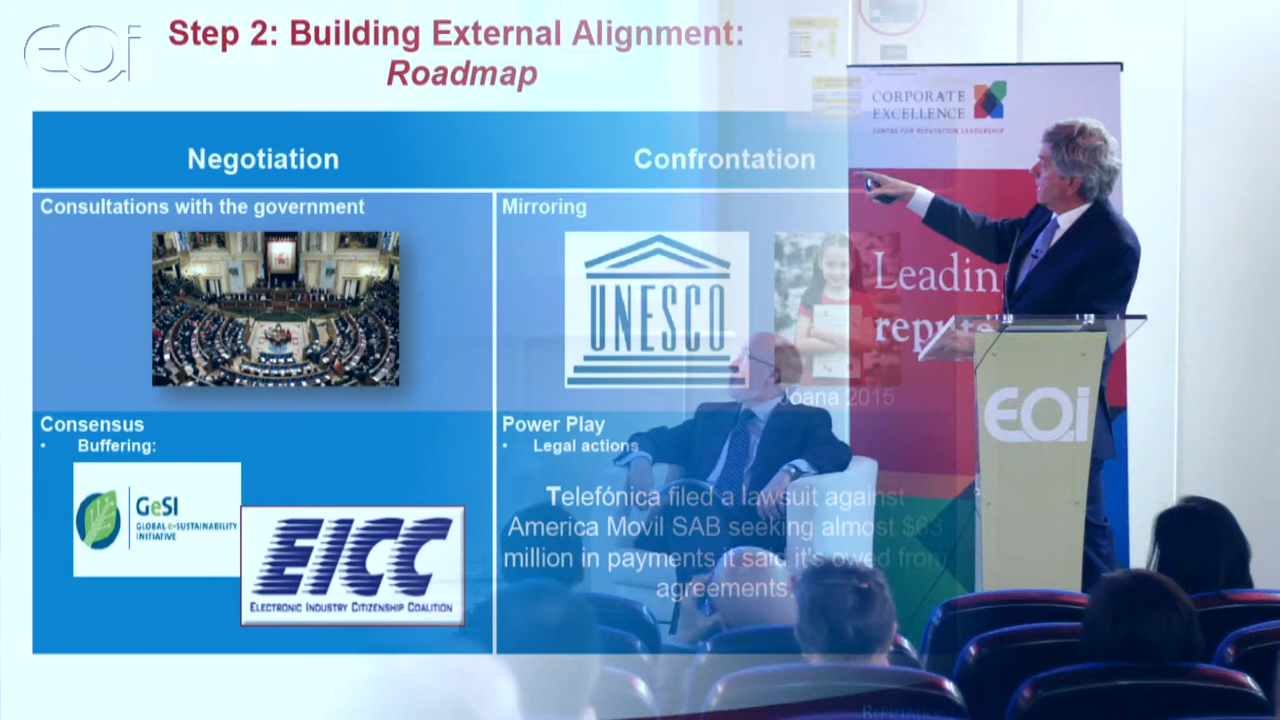 EOi
Step 2: Building External Alignment:
Roadmap
Negotiation
Confrontation
Consultations with the government
Mirroring
UNESCO
Joana 2015
Consensus
• Buffering:
GeSI
GLOBAL e-SUSTAINABILITY
INITIATIVE
EICC
ELECTRONIC INDUSTRY CITIZENSHIP COALITION
Power Play
• Legal actions
Telefónica filed a lawsuit against
America Movil SAB seeking almost $63
million in payments it said it's owed from
agreements.
CORPORATE
EXCELLENCE
CENTRE FOR REPUTATION LEADERSHIP
Leadin
EOi